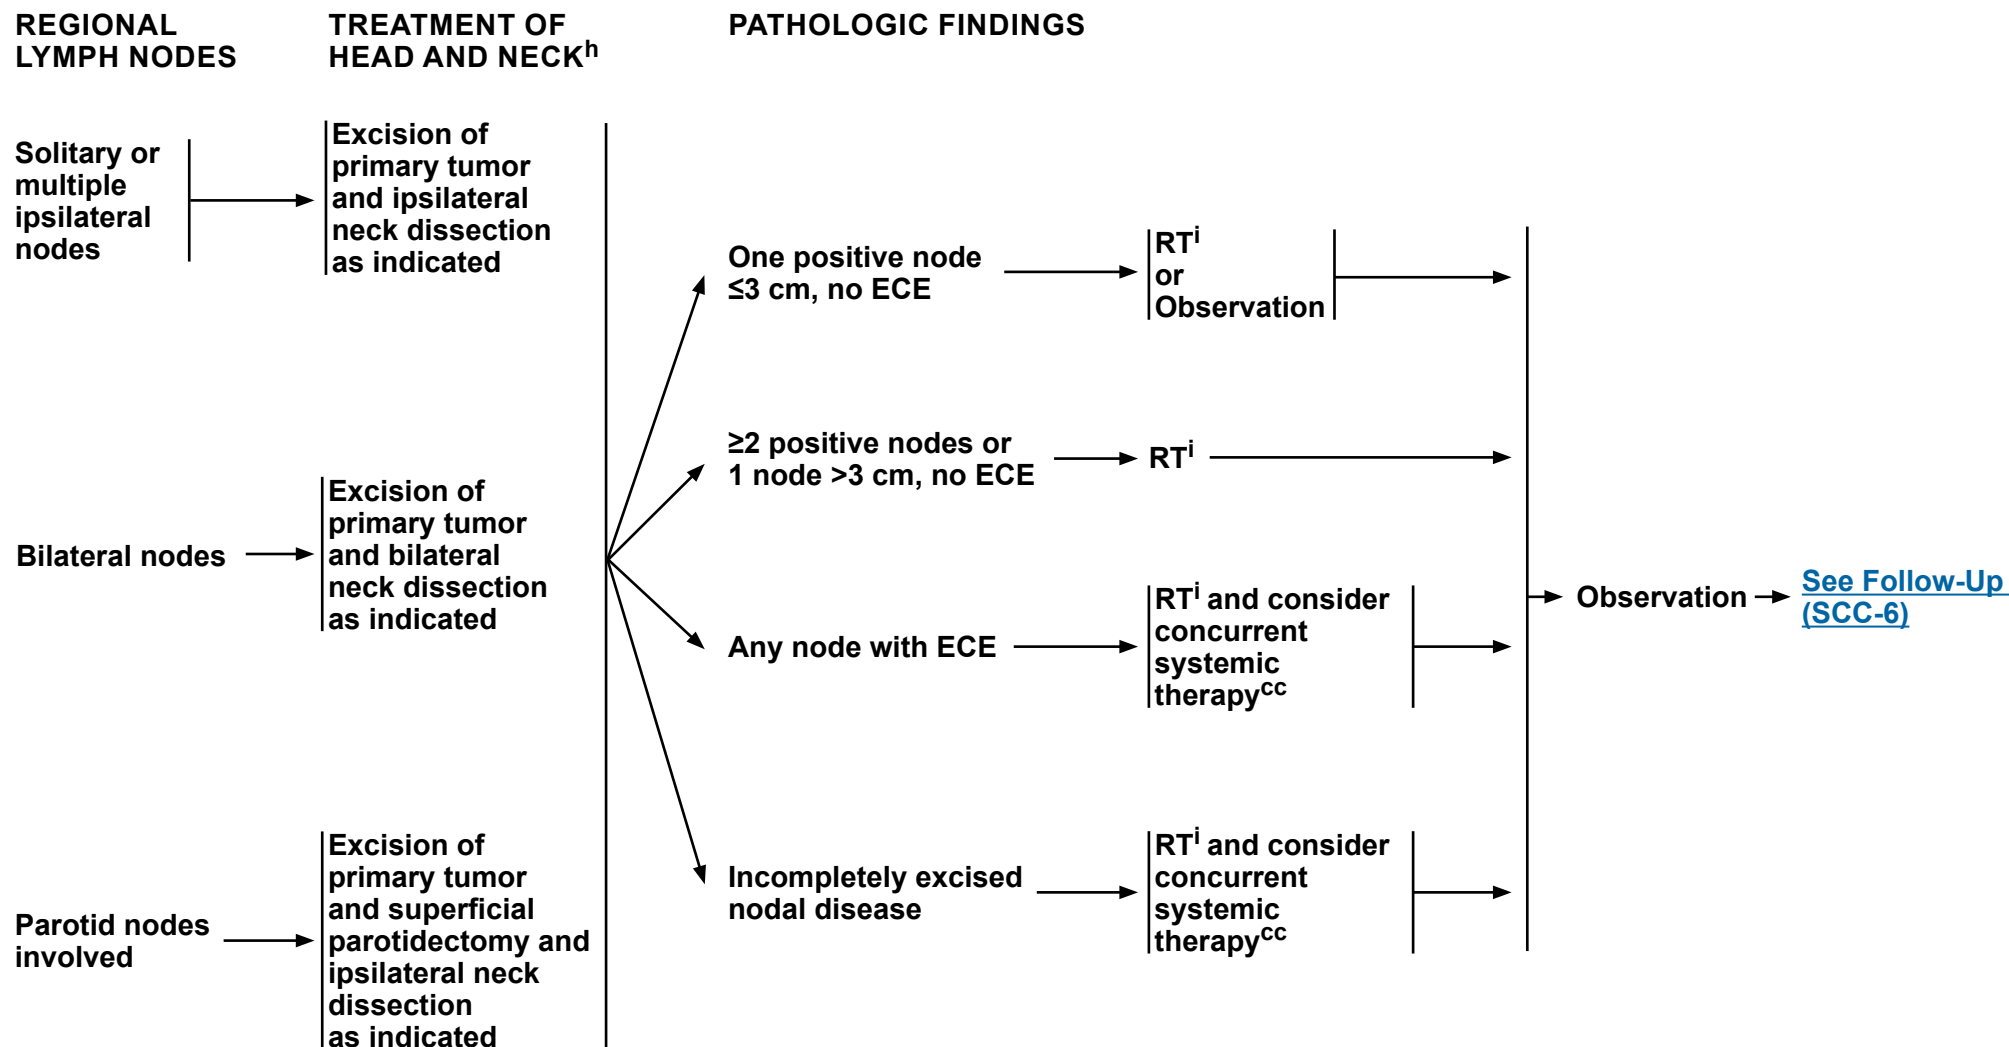 REGIONAL
LYMPH NODES
TREATMENT OF
HEAD AND NECKh
PATHOLOGIC FINDINGS
Solitary or
multiple
ipsilateral
nodes
Excision of
primary tumor
and ipsilateral
neck dissection
as indicated
Bilateral nodes
Excision of
primary tumor
and bilateral
neck dissection
as indicated
Parotid nodes
involved
Excision of
primary tumor
and superficial
parotidectomy and
ipsilateral neck
dissection
as indicated
One positive node
≤3 cm, no ECE
RTi
or
Observation
≥2 positive nodes or
1 node >3 cm, no ECE
RTi
Any node with ECE
RTi and consider
concurrent
systemic
therapycc
Incompletely excised
nodal disease
RTi and consider
concurrent
systemic
therapycc
Observation
See Follow-Up
(SCC-6)